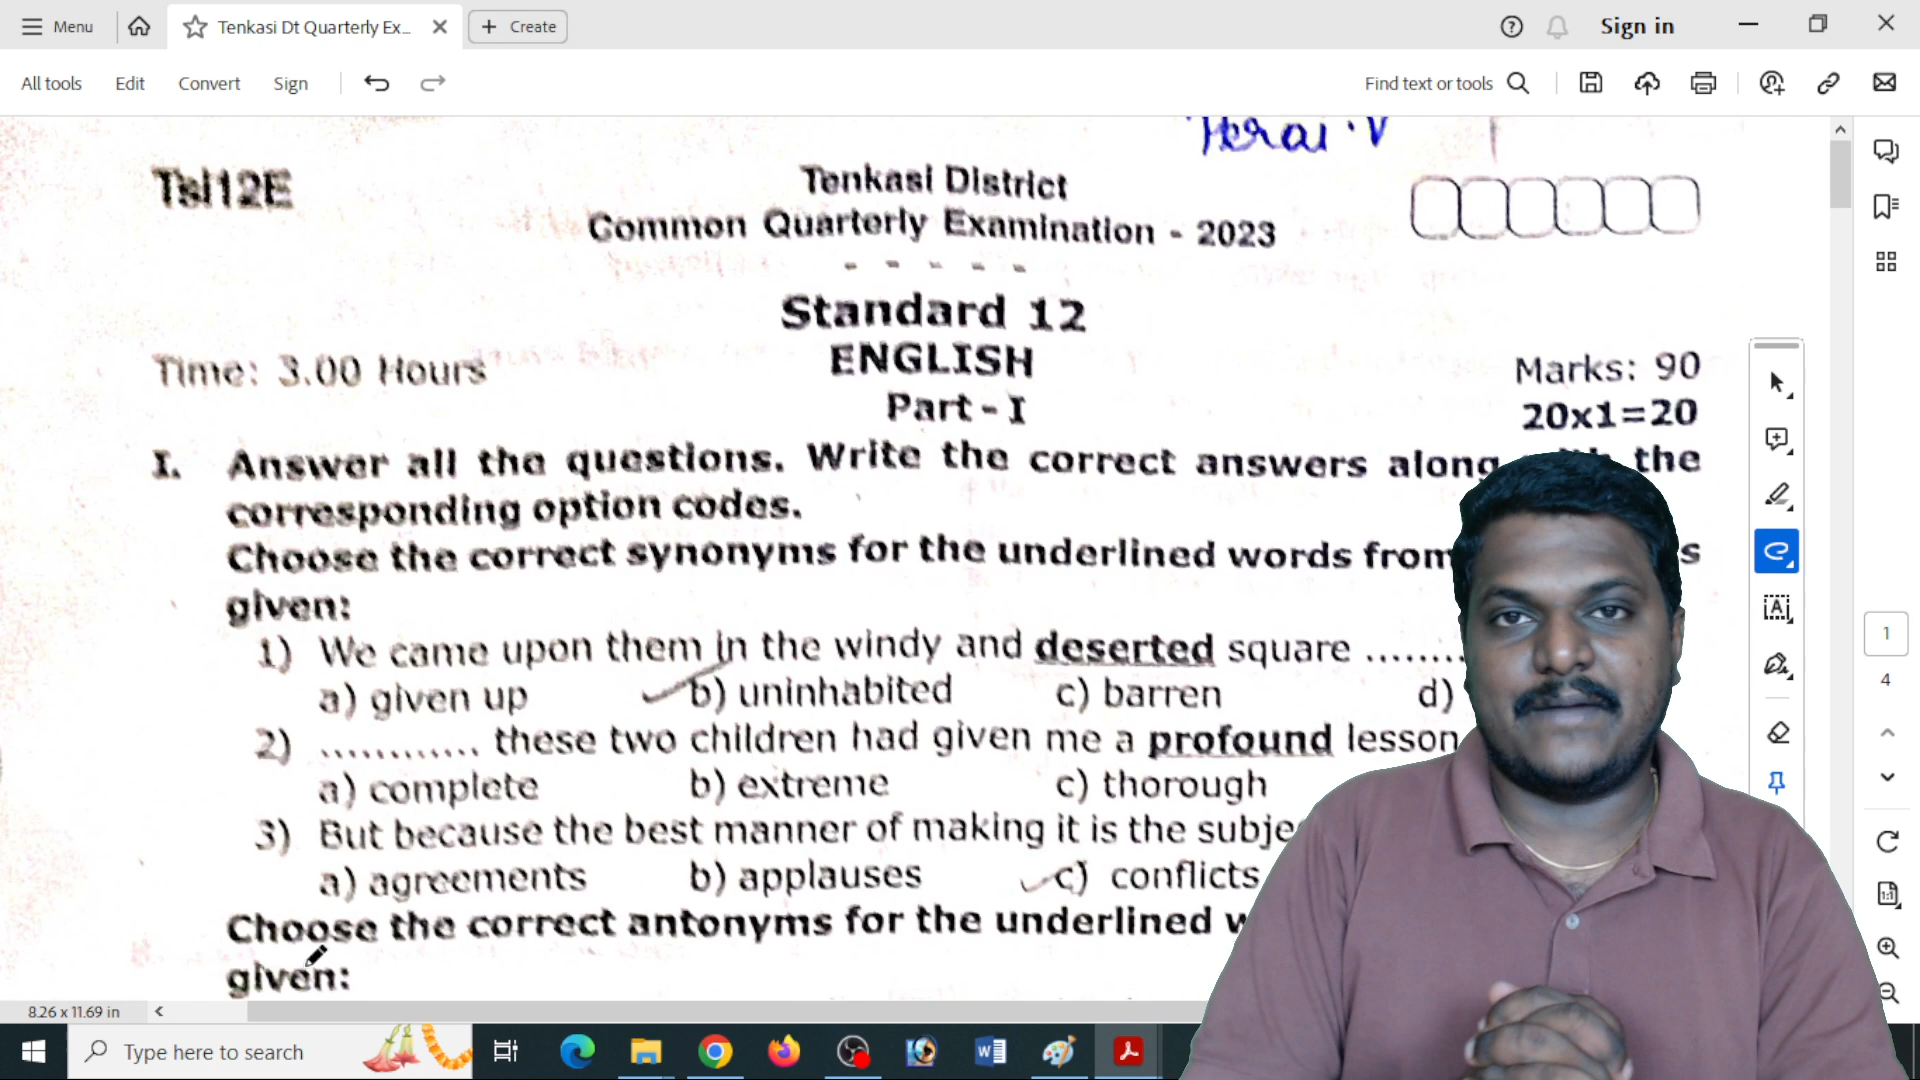 Menu
Tenkasi Dt Quarterly Ex...
Create
Sign in
All tools
Edit
Convert
Sign
Find text or tools
Tsl12E
Tenkasi District
Common Quarterly Examination - 2023
- - - - -
Standard 12
Time: 3.00 Hours
ENGLISH
Marks: 90
Part - I
20x1=20
I. Answer all the questions. Write the correct answers along with the
corresponding option codes.
Choose the correct synonyms for the underlined words from
given:
1) We came upon them in the windy and deserted square ........
a) given up b) uninhabited c) barren d)
2) ............ these two children had given me a profound lesson
a) complete b) extreme c) thorough
3) But because the best manner of making it is the
a) agreements b) applauses c) conflicts
Choose the correct antonyms for the underlined
given:
1
4
8.26 x 11.69 in
Type here to search